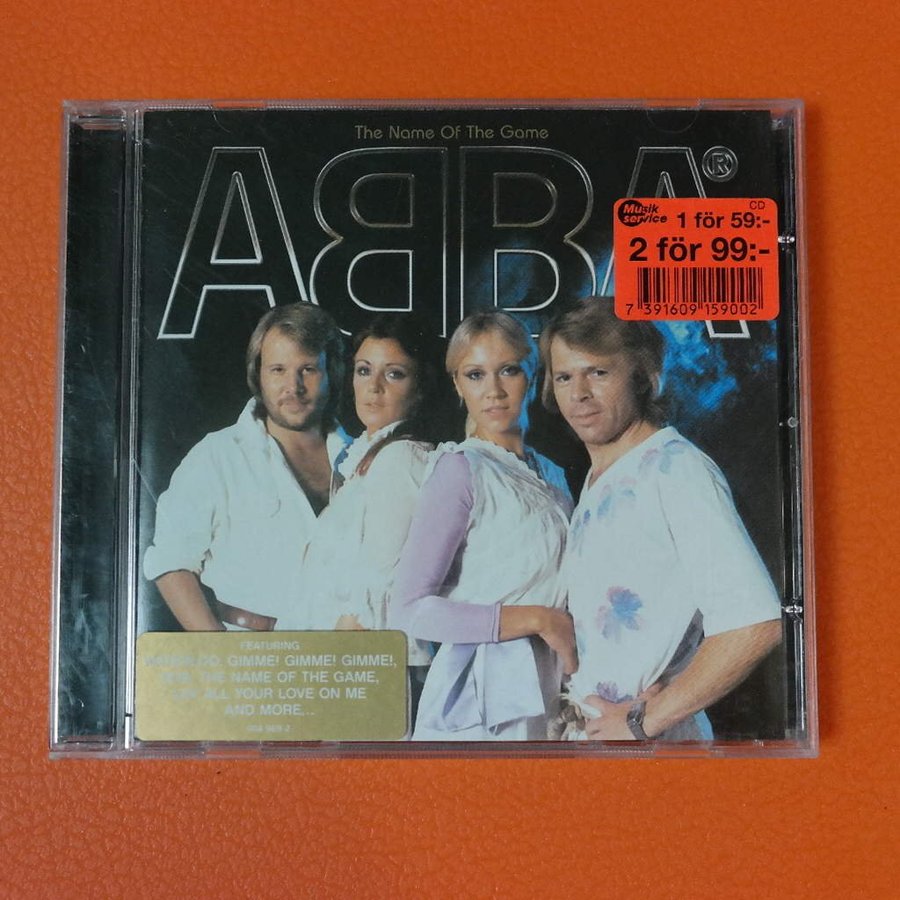 The Name Of The Game
ABBA®
CD
Musik
service
1 för 59:-
2 för 99:-
7 391609 159002
FEATURING
GIMME! GIMME! GIMME!,
THE NAME OF THE GAME,
ALL YOUR LOVE ON ME
AND MORE...